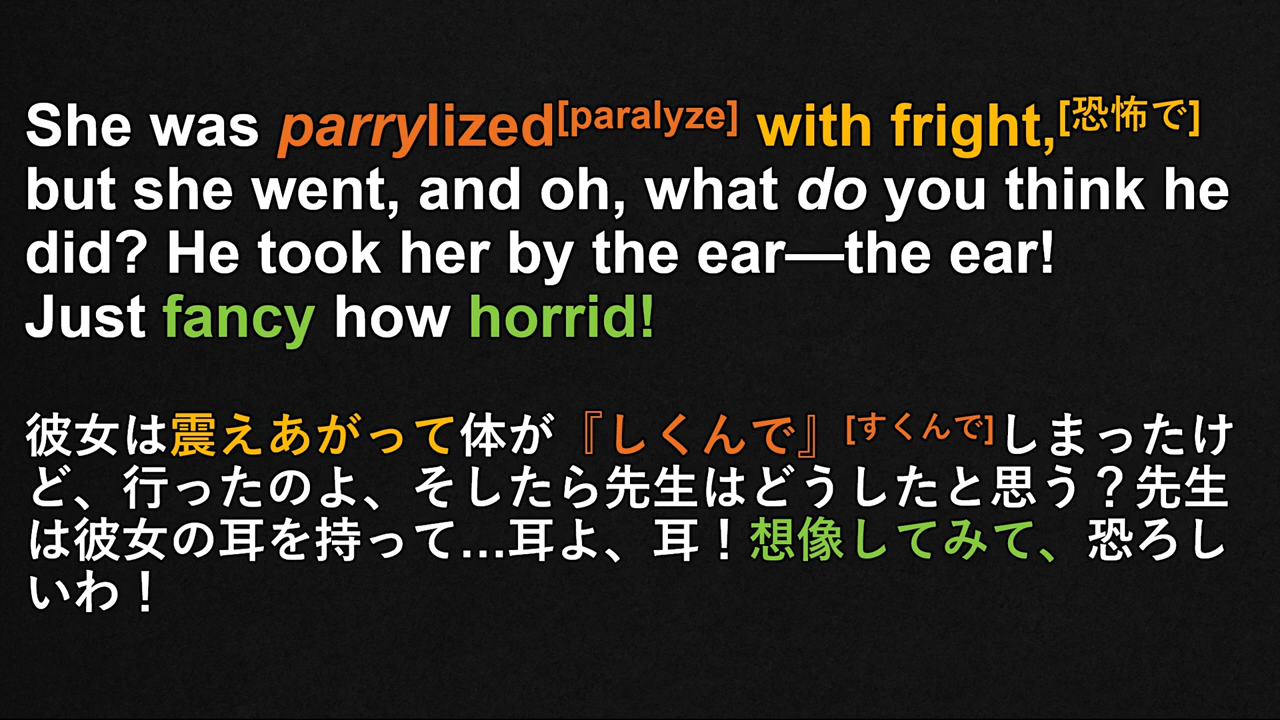 She was parrylized[paralyze] with fright,[恐怖で]
but she went, and oh, what do you think he
did? He took her by the ear—the ear!
Just fancy how horrid!
彼女は震えあがって体が『しくんで』[すくんで]しまったけ
ど、行ったのよ、そしたら先生はどうしたと思う？先生
は彼女の耳を持って…耳よ、耳！想像してみて、恐ろし
いわ！